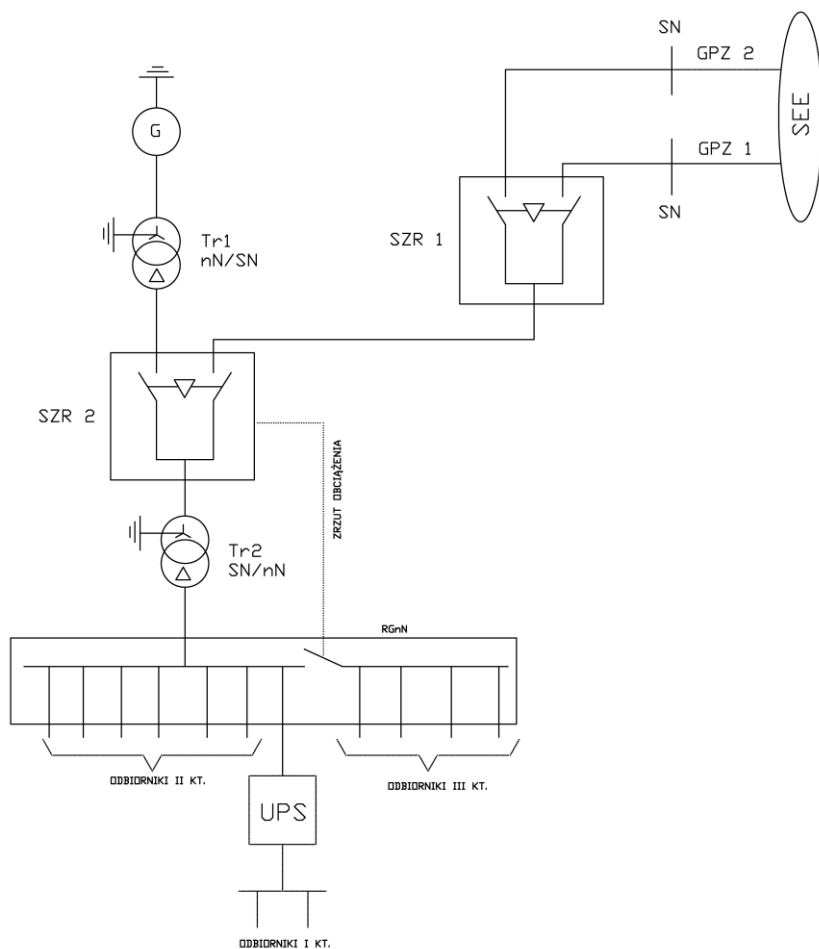 SN
GPZ 2
SEE
GPZ 1
SN
G
Tr1
nN/SN
SZR 1
SZR 2
ZRZUT OBCIĄŻENIA
Tr2
SN/nN
RGnN
ODBIORNIKI II KT.
ODBIORNIKI III KT.
UPS
ODBIORNIKI I KT.